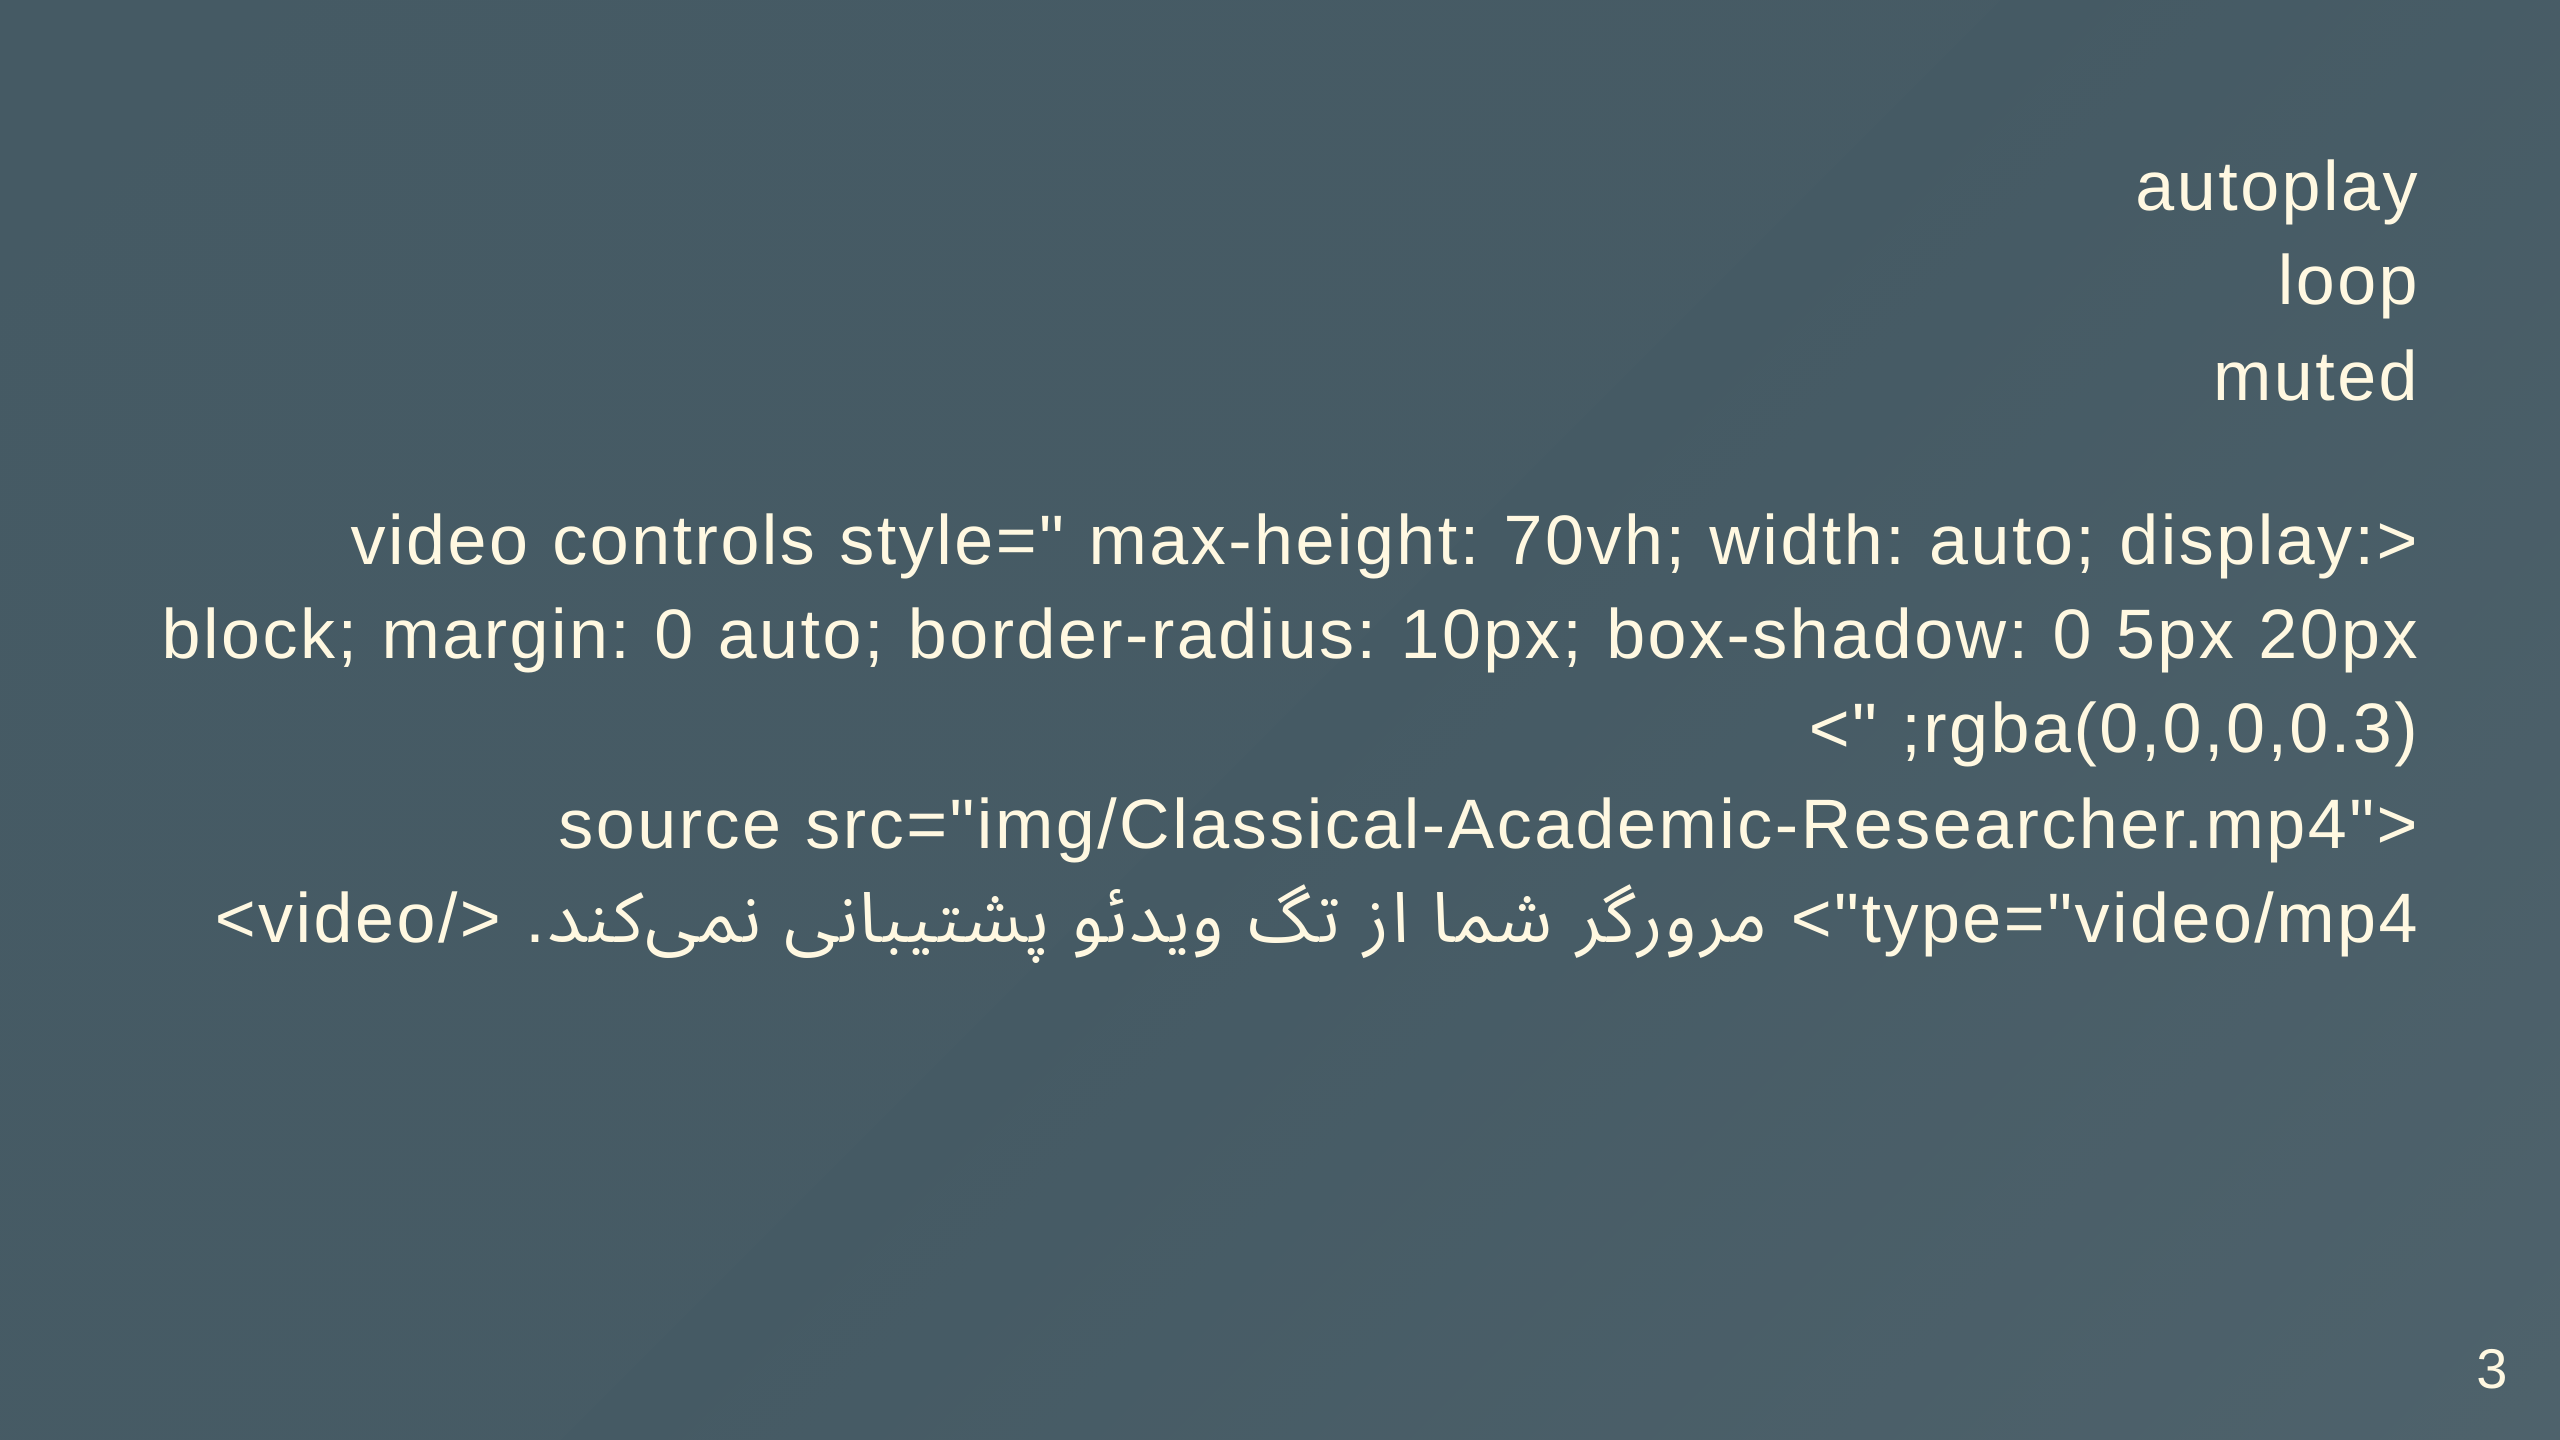 autoplay
loop
muted
<video controls style=" max-height: 70vh; width: auto; display:
block; margin: 0 auto; border-radius: 10px; box-shadow: 0 5px 20px
rgba(0,0,0,0.3); ">
<source src="img/Classical-Academic-Researcher.mp4"
type="video/mp4"> مرورگر شما از تگ ویدئو پشتیبانی نمی‌کند. </video>
3